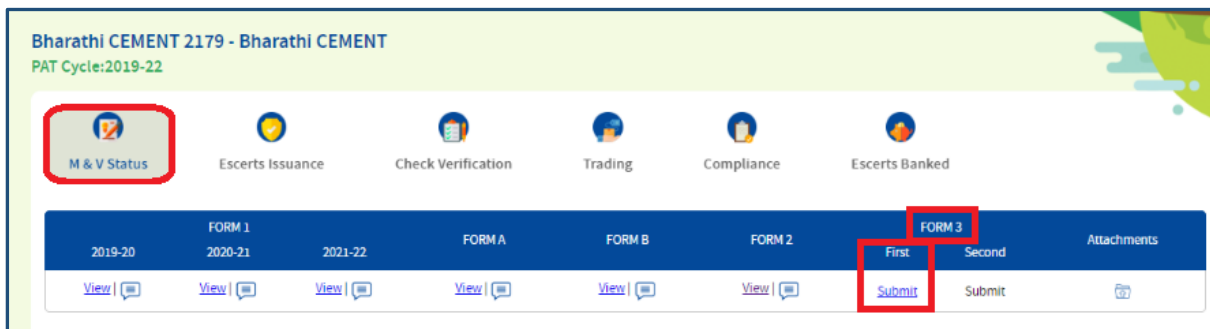 Bharathi CEMENT 2179 - Bharathi CEMENT
PAT Cycle:2019-22
M & V Status Escerts Issuance Check Verification Trading Compliance Escerts Banked
FORM 1 FORM A FORM B FORM 2 FORM 3 Attachments
2019-20 2020-21 2021-22 First Second
View | View | View | View | View | View | Submit Submit